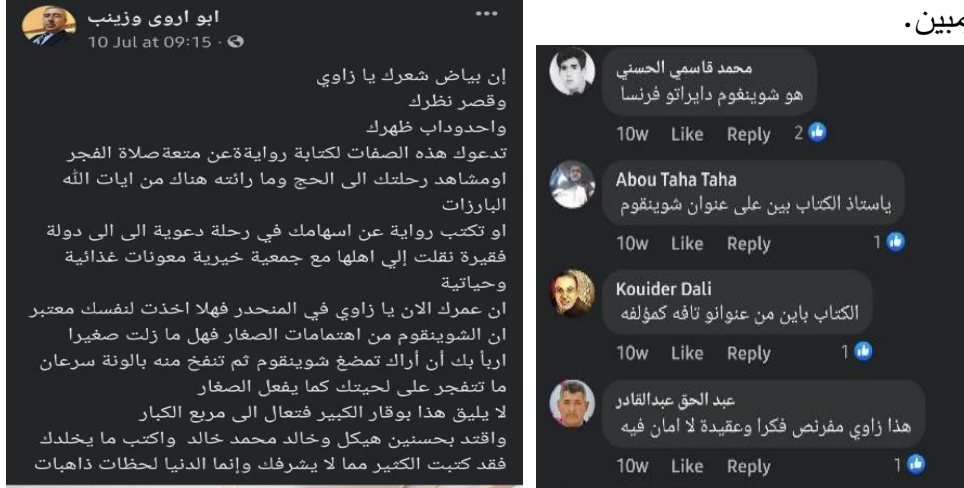 مبين.
ابو اروى وزينب
10 Jul at 09:15 ·
إن بياض شعرك يا زاوي
وقصر نظرك
واحدوداب ظهرك
تدعوك هذه الصفات لكتابة روايةةعن متعةصلاة الفجر
اومشاهد رحلتك الى الحج وما رائته هناك من ايات الله
البارزات
او تكتب رواية عن اسهامك في رحلة دعوية الى الى دولة
فقيرة نقلت إلي اهلها مع جمعية خيرية معونات غذائية
وحياتية
ان عمرك الان يا زاوي في المنحدر فهلا اخذت لنفسك معتبر
ان الشوينقوم من اهتمامات الصغار فهل ما زلت صغيرا
اربأ بك أن أراك تمضغ شوينقوم ثم تنفخ منه بالونة سرعان
ما تتفجر على لحيتك كما يفعل الصغار
لا يليق هذا بوقار الكبير فتعال الى مربع الكبار
واقتد بحسنين هيكل وخالد محمد خالد واكتب ما يخلدك
فقد كتبت الكثير مما لا يشرفك وإنما الدنيا لحظات ذاهبات
محمد قاسمي الحسني
هو شوينغوم دايراتو فرنسا
10w Like Reply 2
Abou Taha Taha
ياستاذ الكتاب بين على عنوان شوينقوم
10w Like Reply 1
Kouider Dali
الكتاب باين من عنوانو تافه كمؤلفه
10w Like Reply 1
عبد الحق عبدالقادر
هذا زاوي مفرنص فكرا وعقيدة لا امان فيه
10w Like Reply 1